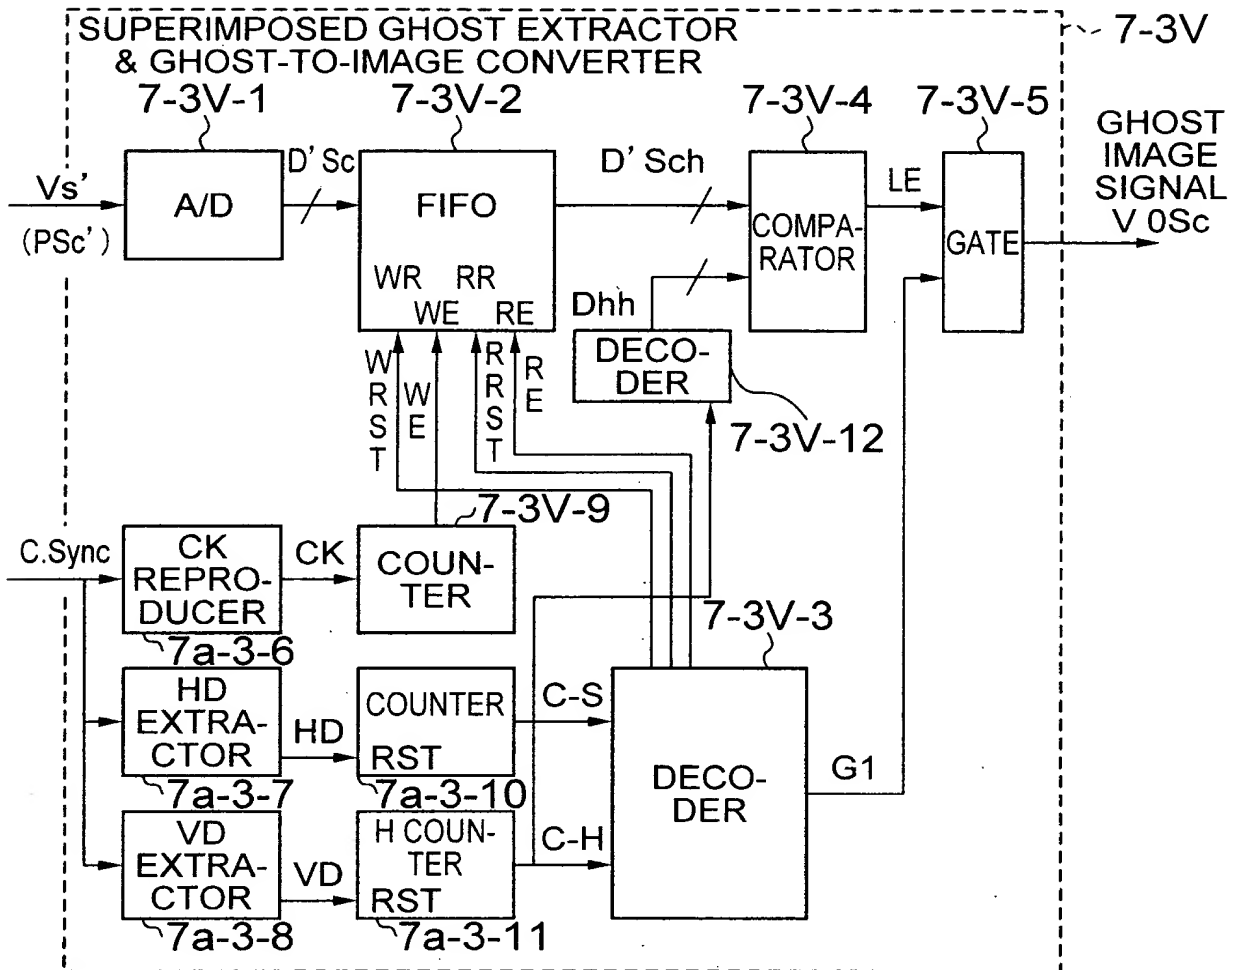 SUPERIMPOSED GHOST EXTRACTOR
& GHOST-TO-IMAGE CONVERTER
7-3V
7-3V-1
7-3V-2
7-3V-4
7-3V-5
GHOST
IMAGE
SIGNAL
V 0Sc
Vs'
(PSc')
A/D
D' Sc
FIFO
WR
RR
WE
RE
D' Sch
COMPA-
RATOR
LE
GATE
Dhh
DECO-
DER
7-3V-12
WRST
WE
RRST
RE
C.Sync
CK
REPRO-
DUCER
7a-3-6
CK
7-3V-9
COUN-
TER
7-3V-3
HD
EXTRA-
CTOR
7a-3-7
HD
COUNTER
RST
7a-3-10
C-S
DECO-
DER
G1
VD
EXTRA-
CTOR
7a-3-8
VD
H COUN-
TER
RST
7a-3-11
C-H